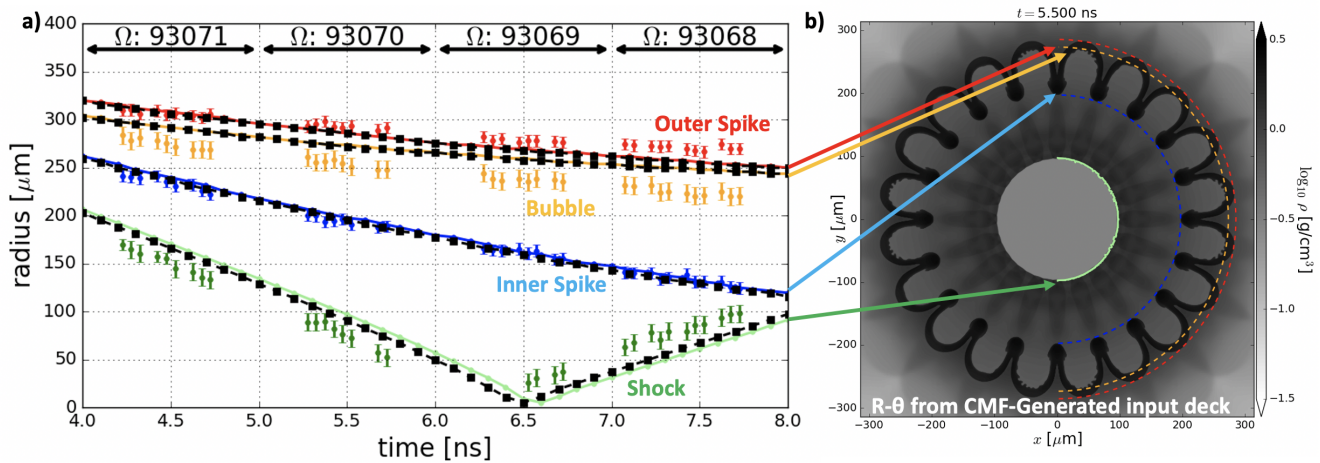 a)
Ω: 93071
Ω: 93070
Ω: 93069
Ω: 93068
400
350
300
250
200
150
100
50
0
radius [μm]
4.0
4.5
5.0
5.5
6.0
6.5
7.0
7.5
8.0
time [ns]
Outer Spike
Bubble
Inner Spike
Shock
b)
t = 5.500 ns
300
200
100
0
−100
−200
−300
y [μm]
−300
−200
−100
0
100
200
300
x [μm]
R-θ from CMF-Generated input deck
0.5
0.0
−0.5
−1.0
−1.5
log₁₀ ρ [g/cm³]